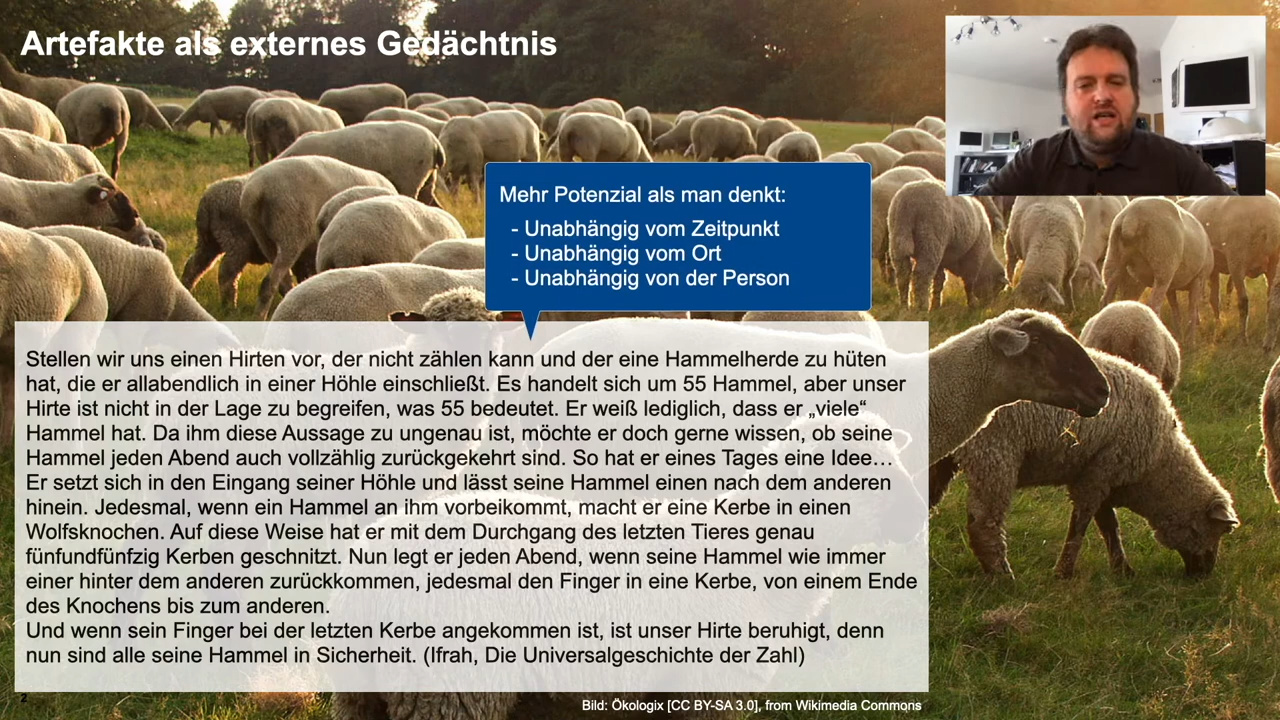 Artefakte als externes Gedächtnis
Mehr Potenzial als man denkt:
- Unabhängig vom Zeitpunkt
- Unabhängig vom Ort
- Unabhängig von der Person
Stellen wir uns einen Hirten vor, der nicht zählen kann und der eine Hammelherde zu hüten
hat, die er allabendlich in einer Höhle einschließt. Es handelt sich um 55 Hammel, aber unser
Hirte ist nicht in der Lage zu begreifen, was 55 bedeutet. Er weiß lediglich, dass er „viele“
Hammel hat. Da ihm diese Aussage zu ungenau ist, möchte er doch gerne wissen, ob seine
Hammel jeden Abend auch vollzählig zurückgekehrt sind. So hat er eines Tages eine Idee…
Er setzt sich in den Eingang seiner Höhle und lässt seine Hammel einen nach dem anderen
hinein. Jedesmal, wenn ein Hammel an ihm vorbeikommt, macht er eine Kerbe in einen
Wolfsknochen. Auf diese Weise hat er mit dem Durchgang des letzten Tieres genau
fünfundfünfzig Kerben geschnitzt. Nun legt er jeden Abend, wenn seine Hammel wie immer
einer hinter dem anderen zurückkommen, jedesmal den Finger in eine Kerbe, von einem Ende
des Knochens bis zum anderen.
Und wenn sein Finger bei der letzten Kerbe angekommen ist, ist unser Hirte beruhigt, denn
nun sind alle seine Hammel in Sicherheit. (Ifrah, Die Universalgeschichte der Zahl)
2
Bild: Ökologix [CC BY-SA 3.0], from Wikimedia Commons